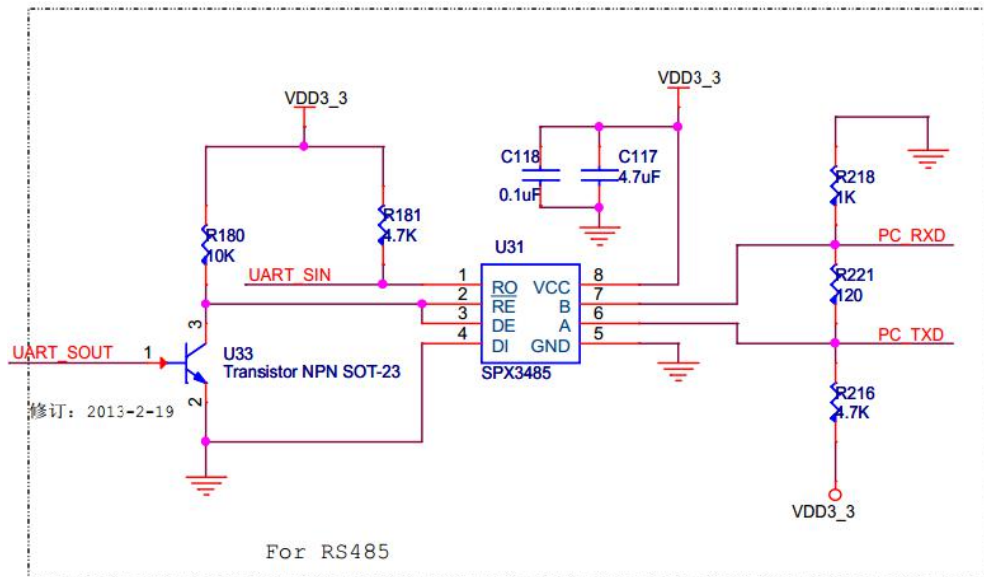 VDD3_3
VDD3_3
C118
0.1uF
C117
4.7uF
R218
1K
R180
10K
R181
4.7K
U31
PC_RXD
UART_SIN
1
2
3
4
RO
RE
DE
DI
VCC
B
A
GND
8
7
6
5
R221
120
SPX3485
PC_TXD
3
UART_SOUT
1
U33
Transistor NPN SOT-23
2
修订：2013-2-19
R216
4.7K
VDD3_3
For RS485